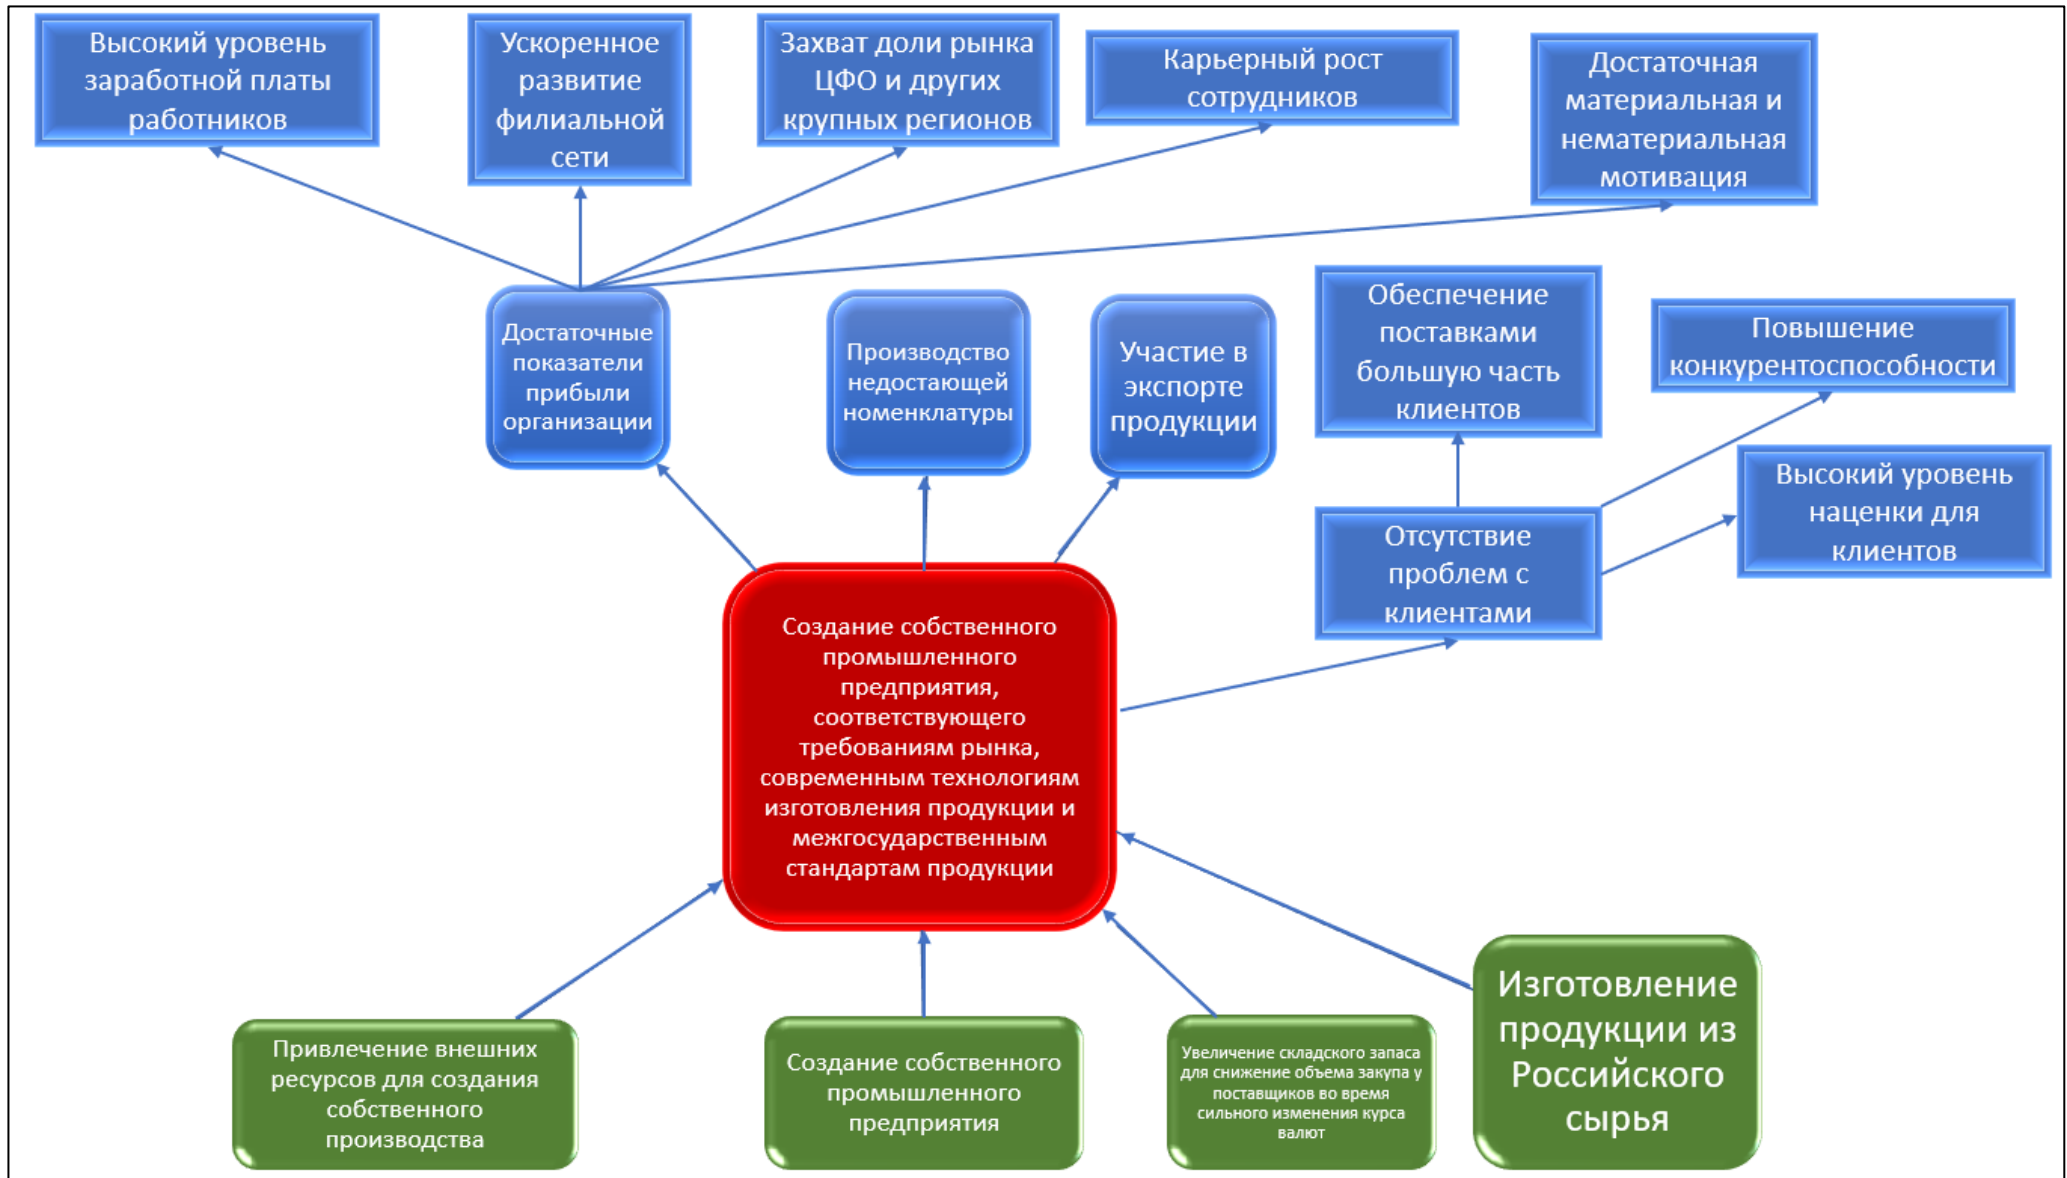 Высокий уровень
заработной платы
работников
Ускоренное
развитие
филиальной
сети
Захват доли рынка
ЦФО и других
крупных регионов
Карьерный рост
сотрудников
Достаточная
материальная и
нематериальная
мотивация
Достаточные
показатели
прибыли
организации
Производство
недостающей
номенклатуры
Участие в
экспорте
продукции
Обеспечение
поставками
большую часть
клиентов
Повышение
конкурентоспособности
Высокий уровень
наценки для
клиентов
Отсутствие
проблем с
клиентами
Создание собственного
промышленного
предприятия,
соответствующего
требованиям рынка,
современным технологиям
изготовления продукции и
межгосударственным
стандартам продукции
Привлечение внешних
ресурсов для создания
собственного
производства
Создание собственного
промышленного
предприятия
Увеличение складского запаса
для снижение объема закупа у
поставщиков во время
сильного изменения курса
валют
Изготовление
продукции из
Российского
сырья